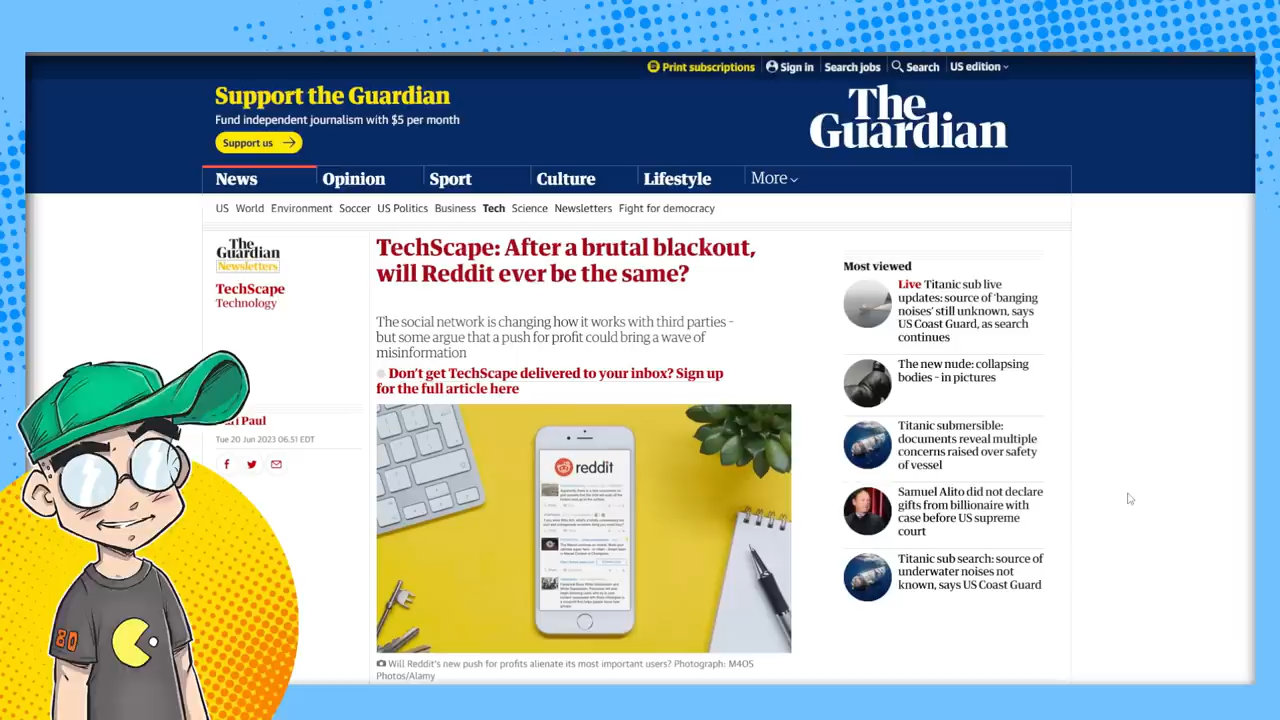 Print subscriptions
Sign in
Search jobs
Search
US edition
Support the Guardian
Fund independent journalism with $5 per month
Support us
The
Guardian
News
Opinion
Sport
Culture
Lifestyle
More
US World Environment Soccer US Politics Business Tech Science Newsletters Fight for democracy
The
Guardian
Newsletters
TechScape
Technology
TechScape: After a brutal blackout,
will Reddit ever be the same?
The social network is changing how it works with third parties –
but some argue that a push for profit could bring a wave of
misinformation
Don't get TechScape delivered to your inbox? Sign up
for the full article here
Paul
Tue 20 Jun 2023 06.51 EDT
reddit
Will Reddit's new push for profits alienate its most important users? Photograph: M4OS
Photos/Alamy
Most viewed
Live Titanic sub live
updates: source of 'banging
noises' still unknown, says
US Coast Guard, as search
continues
The new nude: collapsing
bodies – in pictures
Titanic submersible:
documents reveal multiple
concerns raised over safety
of vessel
Samuel Alito did not declare
gifts from billionaire with
case before US supreme
court
Titanic sub search: source of
underwater noises not
known, says US Coast Guard
80